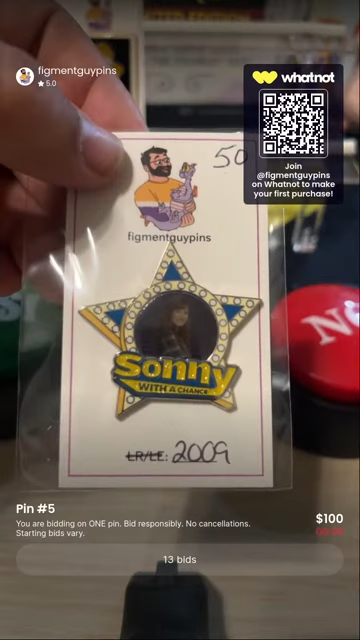 figmentguypins
★ 5.0
whatnot
Join
@figmentguypins
on Whatnot to make
your first purchase!
50
figmentguypins
Sonny
WITH A CHANCE
LR/LE: 2009
Pin #5
You are bidding on ONE pin. Bid responsibly. No cancellations.
Starting bids vary.
$100
13 bids